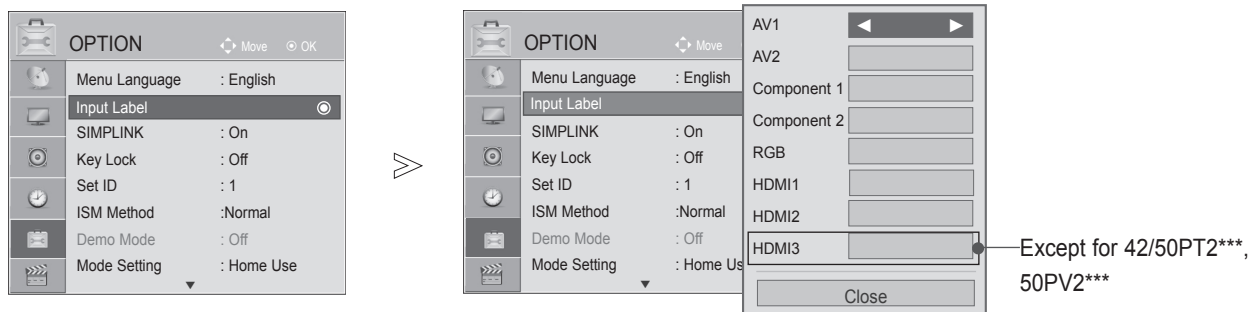 OPTION
Move OK
Menu Language : English
Input Label
SIMPLINK : On
Key Lock : Off
Set ID : 1
ISM Method :Normal
Demo Mode : Off
Mode Setting : Home Use
OPTION
Move
Menu Language : English
Input Label
SIMPLINK : On
Key Lock : Off
Set ID : 1
ISM Method :Normal
Demo Mode : Off
Mode Setting : Home Us
AV1
AV2
Component 1
Component 2
RGB
HDMI1
HDMI2
HDMI3
Close
Except for 42/50PT2***,
50PV2***